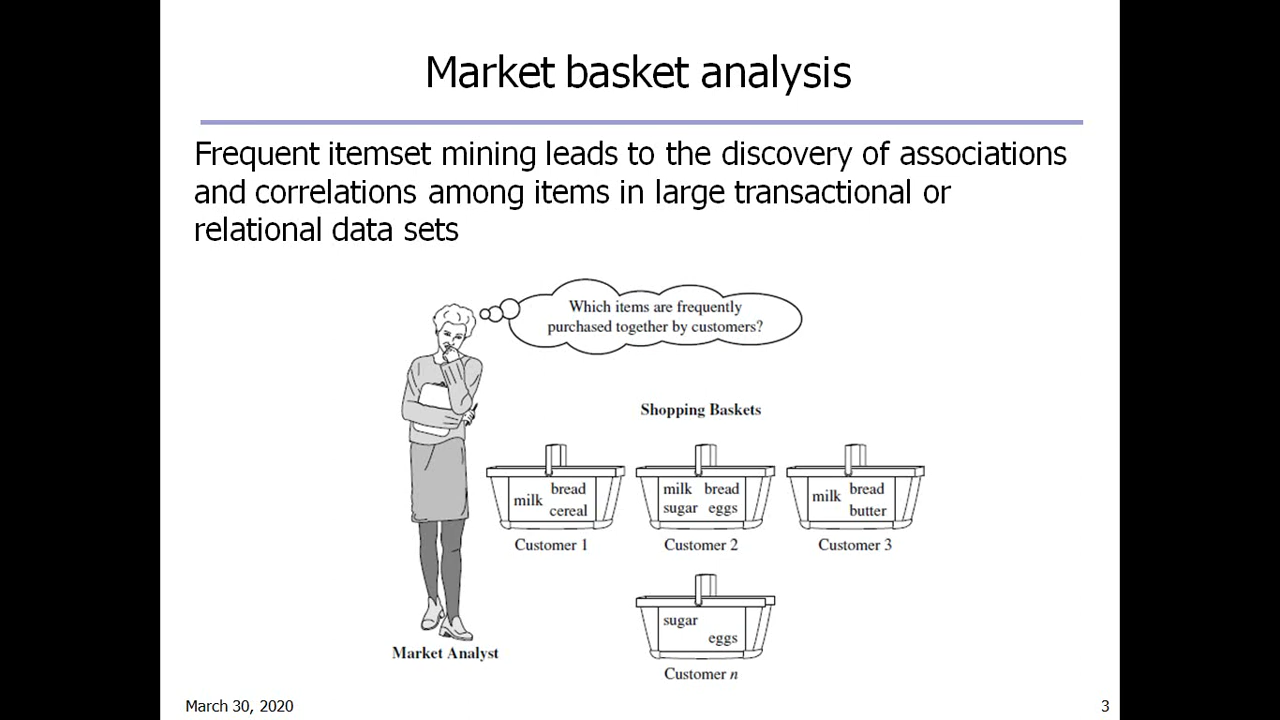 Market basket analysis
Frequent itemset mining leads to the discovery of associations
and correlations among items in large transactional or
relational data sets
Which items are frequently
purchased together by customers?
Shopping Baskets
milk bread
cereal
Customer 1
milk bread
sugar eggs
Customer 2
milk bread
butter
Customer 3
sugar
eggs
Customer n
Market Analyst
March 30, 2020
3